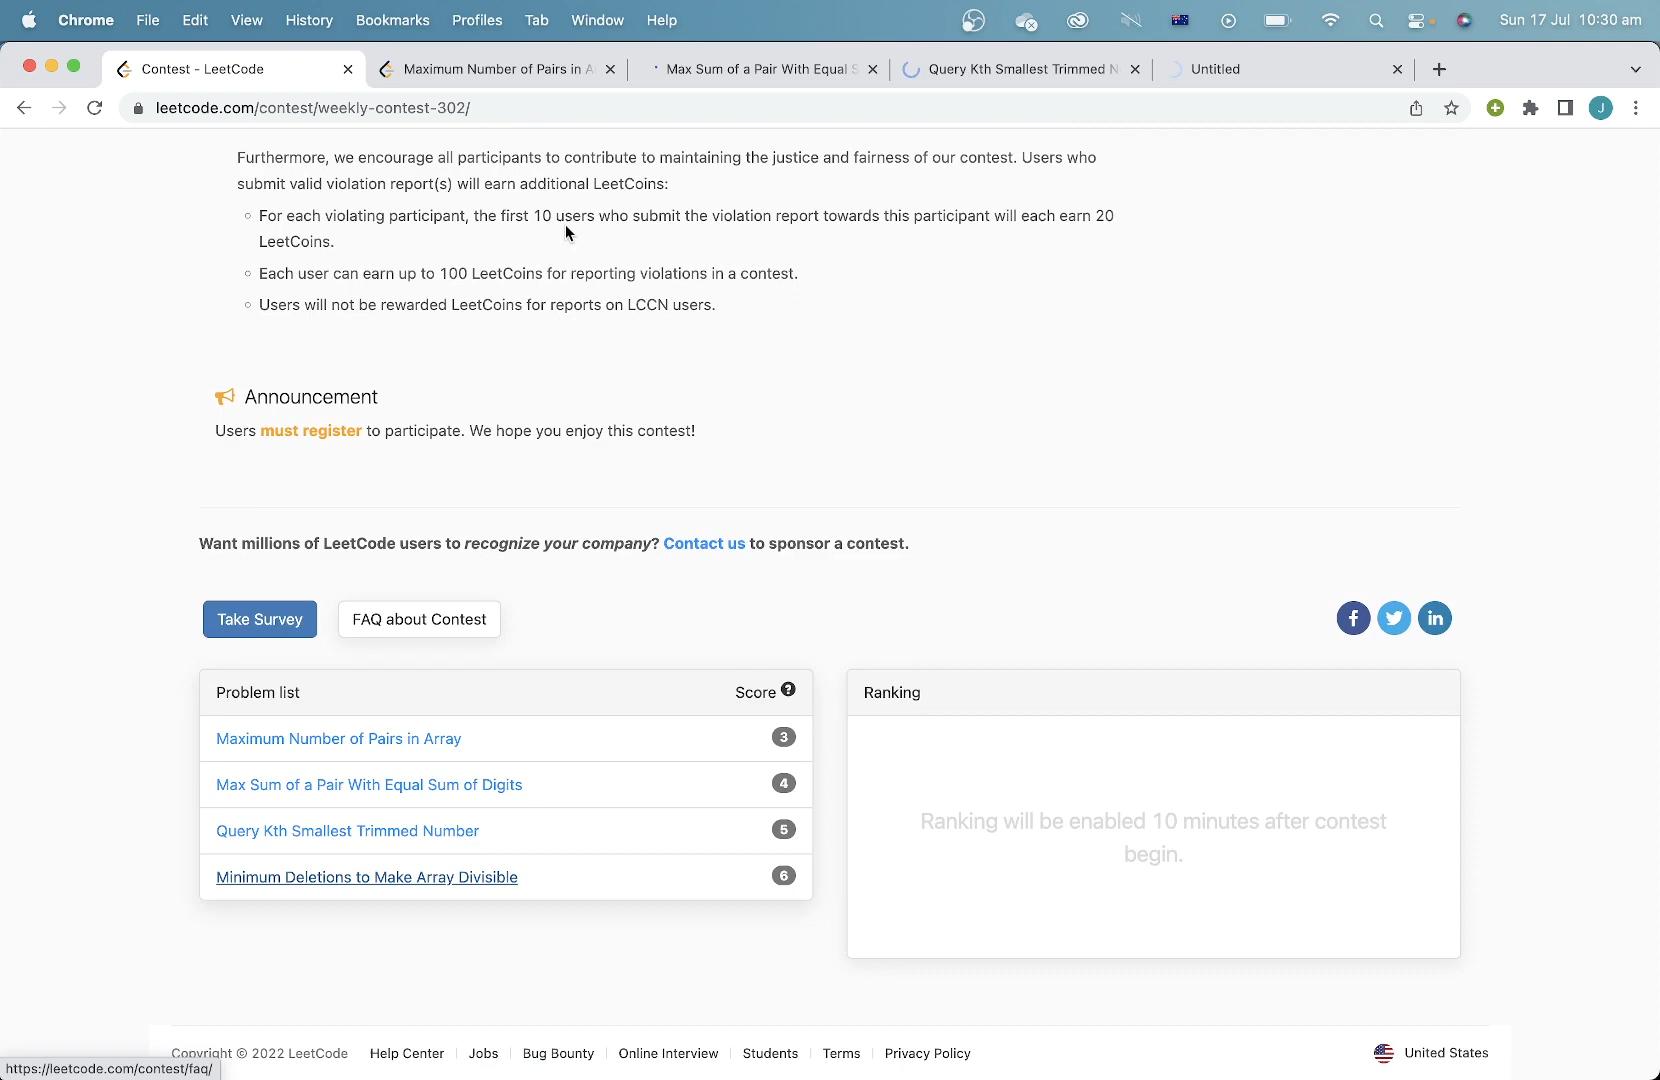 Chrome File Edit View History Bookmarks Profiles Tab Window Help Sun 17 Jul 10:30 am
Contest - LeetCode Maximum Number of Pairs in A Max Sum of a Pair With Equal S Query Kth Smallest Trimmed N Untitled
leetcode.com/contest/weekly-contest-302/ J
Furthermore, we encourage all participants to contribute to maintaining the justice and fairness of our contest. Users who
submit valid violation report(s) will earn additional LeetCoins:
For each violating participant, the first 10 users who submit the violation report towards this participant will each earn 20
LeetCoins.
Each user can earn up to 100 LeetCoins for reporting violations in a contest.
Users will not be rewarded LeetCoins for reports on LCCN users.
Announcement
Users must register to participate. We hope you enjoy this contest!
Want millions of LeetCode users to recognize your company? Contact us to sponsor a contest.
Take Survey FAQ about Contest
Problem list Score ?
Maximum Number of Pairs in Array 3
Max Sum of a Pair With Equal Sum of Digits 4
Query Kth Smallest Trimmed Number 5
Minimum Deletions to Make Array Divisible 6
Ranking
Ranking will be enabled 10 minutes after contest
begin.
Copyright © 2022 LeetCode Help Center Jobs Bug Bounty Online Interview Students Terms Privacy Policy United States
https://leetcode.com/contest/faq/